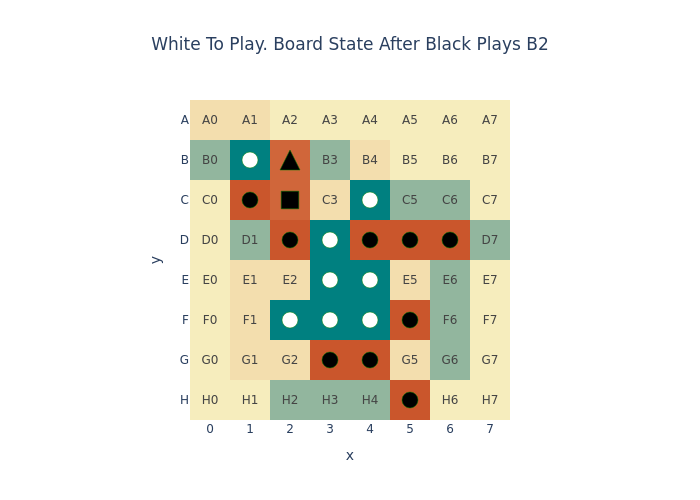 White To Play. Board State After Black Plays B2
A A0 A1 A2 A3 A4 A5 A6 A7
B B0 B3 B4 B5 B6 B7
C C0 C3 C5 C6 C7
D D0 D1 D7
E E0 E1 E2 E5 E6 E7
F F0 F1 F6 F7
G G0 G1 G2 G5 G6 G7
H H0 H1 H2 H3 H4 H6 H7
0 1 2 3 4 5 6 7
x
y